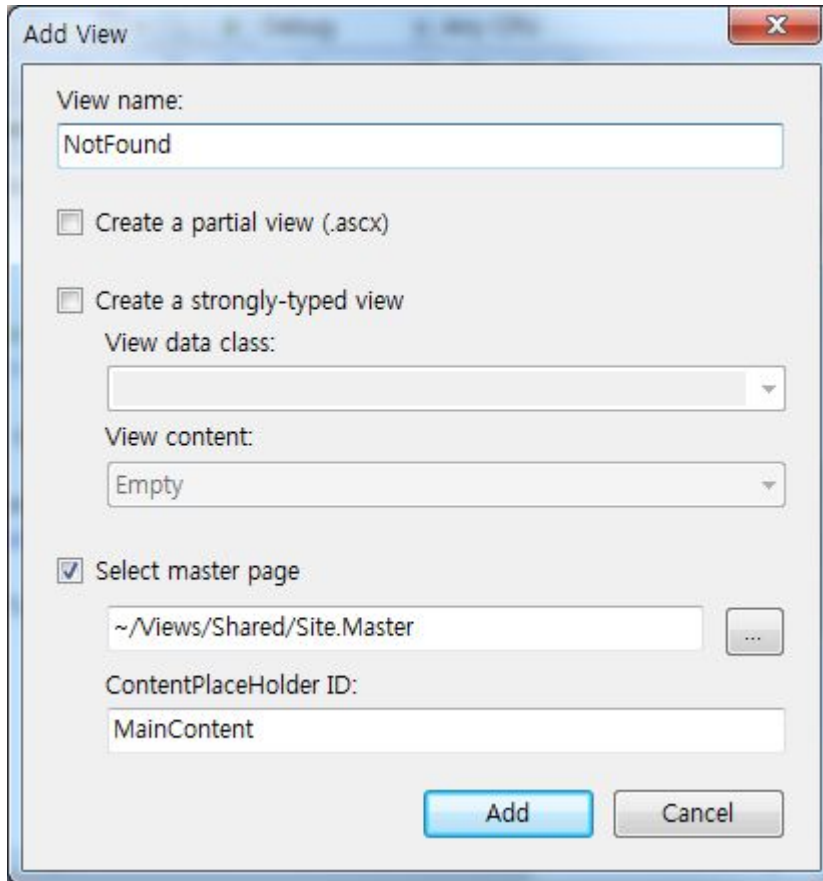 Add View
View name:
NotFound
Create a partial view (.ascx)
Create a strongly-typed view
View data class:
View content:
Empty
Select master page
~/Views/Shared/Site.Master
...
ContentPlaceHolder ID:
MainContent
Add
Cancel